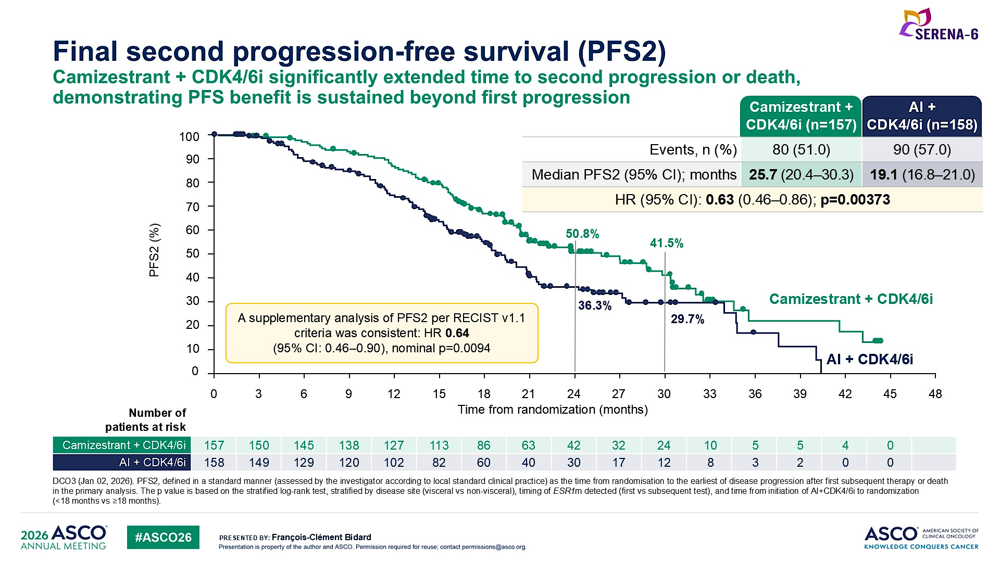 SERENA-6
Final second progression-free survival (PFS2)
Camizestrant + CDK4/6i significantly extended time to second progression or death,
demonstrating PFS benefit is sustained beyond first progression
Camizestrant + CDK4/6i (n=157) AI + CDK4/6i (n=158)
Events, n (%) 80 (51.0) 90 (57.0)
Median PFS2 (95% CI); months 25.7 (20.4–30.3) 19.1 (16.8–21.0)
HR (95% CI): 0.63 (0.46–0.86); p=0.00373
PFS2 (%)
100
90
80
70
60
50
40
30
20
10
0
50.8%
41.5%
36.3%
29.7%
Camizestrant + CDK4/6i
AI + CDK4/6i
A supplementary analysis of PFS2 per RECIST v1.1
criteria was consistent: HR 0.64
(95% CI: 0.46–0.90), nominal p=0.0094
0 3 6 9 12 15 18 21 24 27 30 33 36 39 42 45 48
Time from randomization (months)
Number of
patients at risk
Camizestrant + CDK4/6i 157 150 145 138 127 113 86 63 42 32 24 10 5 5 4 0
AI + CDK4/6i 158 149 129 120 102 82 60 40 30 17 12 8 3 2 0 0
DCO3 (Jan 02, 2026). PFS2, defined in a standard manner (assessed by the investigator according to local standard clinical practice) as the time from randomisation to the earliest of disease progression after first subsequent therapy or death
in the primary analysis. The p value is based on the stratified log-rank test, stratified by disease site (visceral vs non-visceral), timing of ESR1m detected (first vs subsequent test), and time from initiation of AI+CDK4/6i to randomization
(<18 months vs ≥18 months).
2026 ASCO®
ANNUAL MEETING
#ASCO26
PRESENTED BY: François-Clément Bidard
Presentation is property of the author and ASCO. Permission required for reuse; contact permissions@asco.org.
ASCO® AMERICAN SOCIETY OF
CLINICAL ONCOLOGY
KNOWLEDGE CONQUERS CANCER